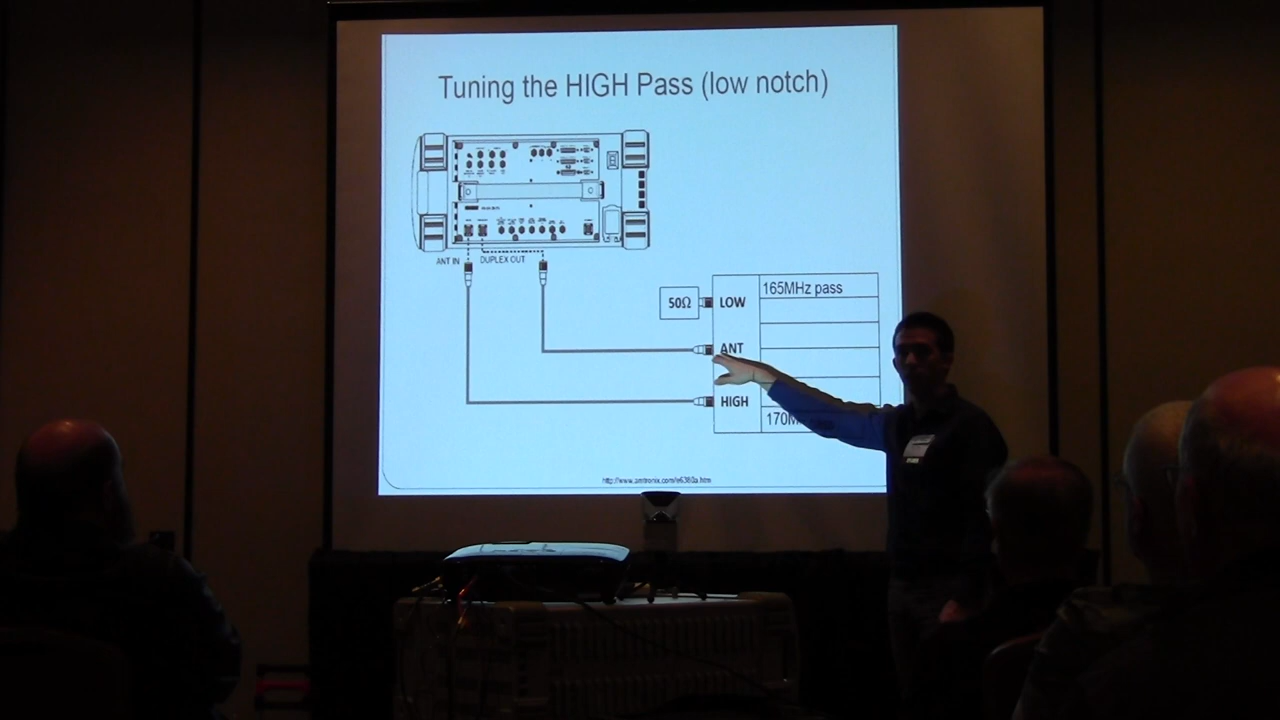 Tuning the HIGH Pass (low notch)
ANT IN
DUPLEX OUT
50Ω
LOW
165MHz pass
ANT
HIGH
170M
http://www.amtronix.com/e6380a.htm